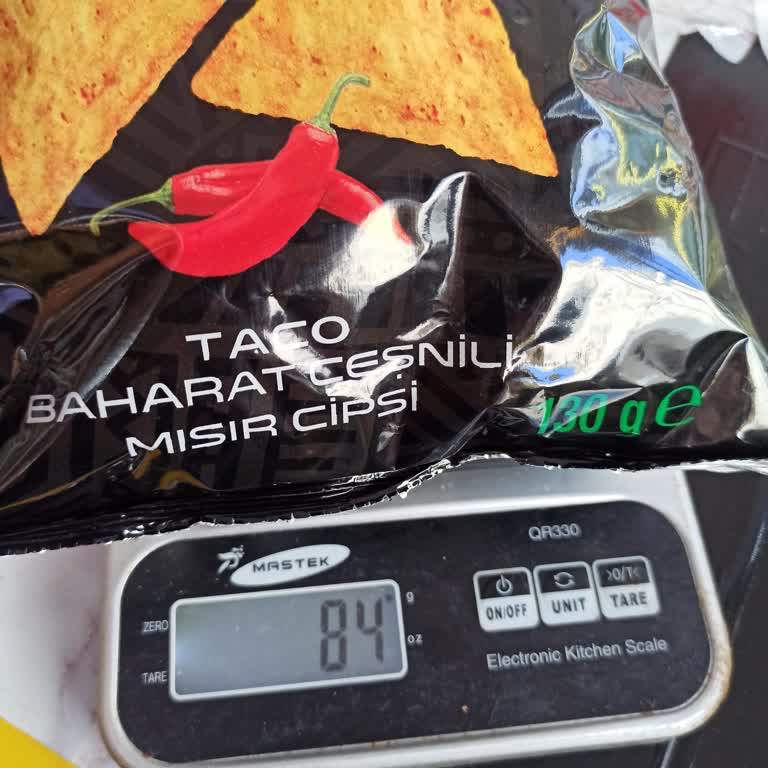 TACO
BAHARAT ÇEŞNİLİ
MISIR CİPSİ
130 g e
QR330
MASTEK
ZERO
TARE
84
g
oz
ON/OFF
UNIT
>0/T<
TARE
Electronic Kitchen Scale